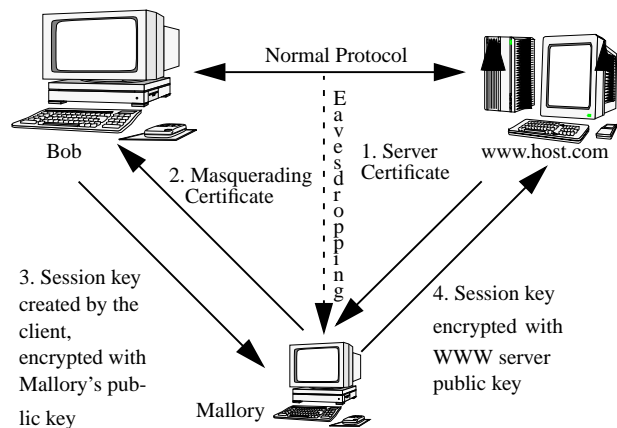 Normal Protocol
Eavesdropping
Bob
www.host.com
1. Server
Certificate
2. Masquerading
Certificate
3. Session key
created by the
client,
encrypted with
Mallory's pub-
lic key
4. Session key
encrypted with
WWW server
public key
Mallory